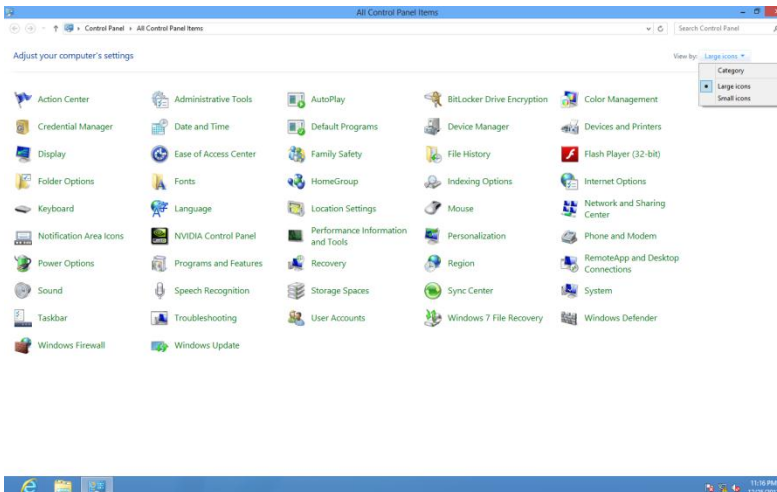 All Control Panel Items
Control Panel All Control Panel Items
Search Control Panel
Adjust your computer's settings
View by: Large icons
Category
Large icons
Small icons
Action Center Administrative Tools AutoPlay BitLocker Drive Encryption Color Management
Credential Manager Date and Time Default Programs Device Manager Devices and Printers
Display Ease of Access Center Family Safety File History Flash Player (32-bit)
Folder Options Fonts HomeGroup Indexing Options Internet Options
Keyboard Language Location Settings Mouse Network and Sharing
Center
Notification Area Icons NVIDIA Control Panel Performance Information
and Tools
Personalization Phone and Modem
Power Options Programs and Features Recovery Region RemoteApp and Desktop
Connections
Sound Speech Recognition Storage Spaces Sync Center System
Taskbar Troubleshooting User Accounts Windows 7 File Recovery Windows Defender
Windows Firewall Windows Update
11:16 PM